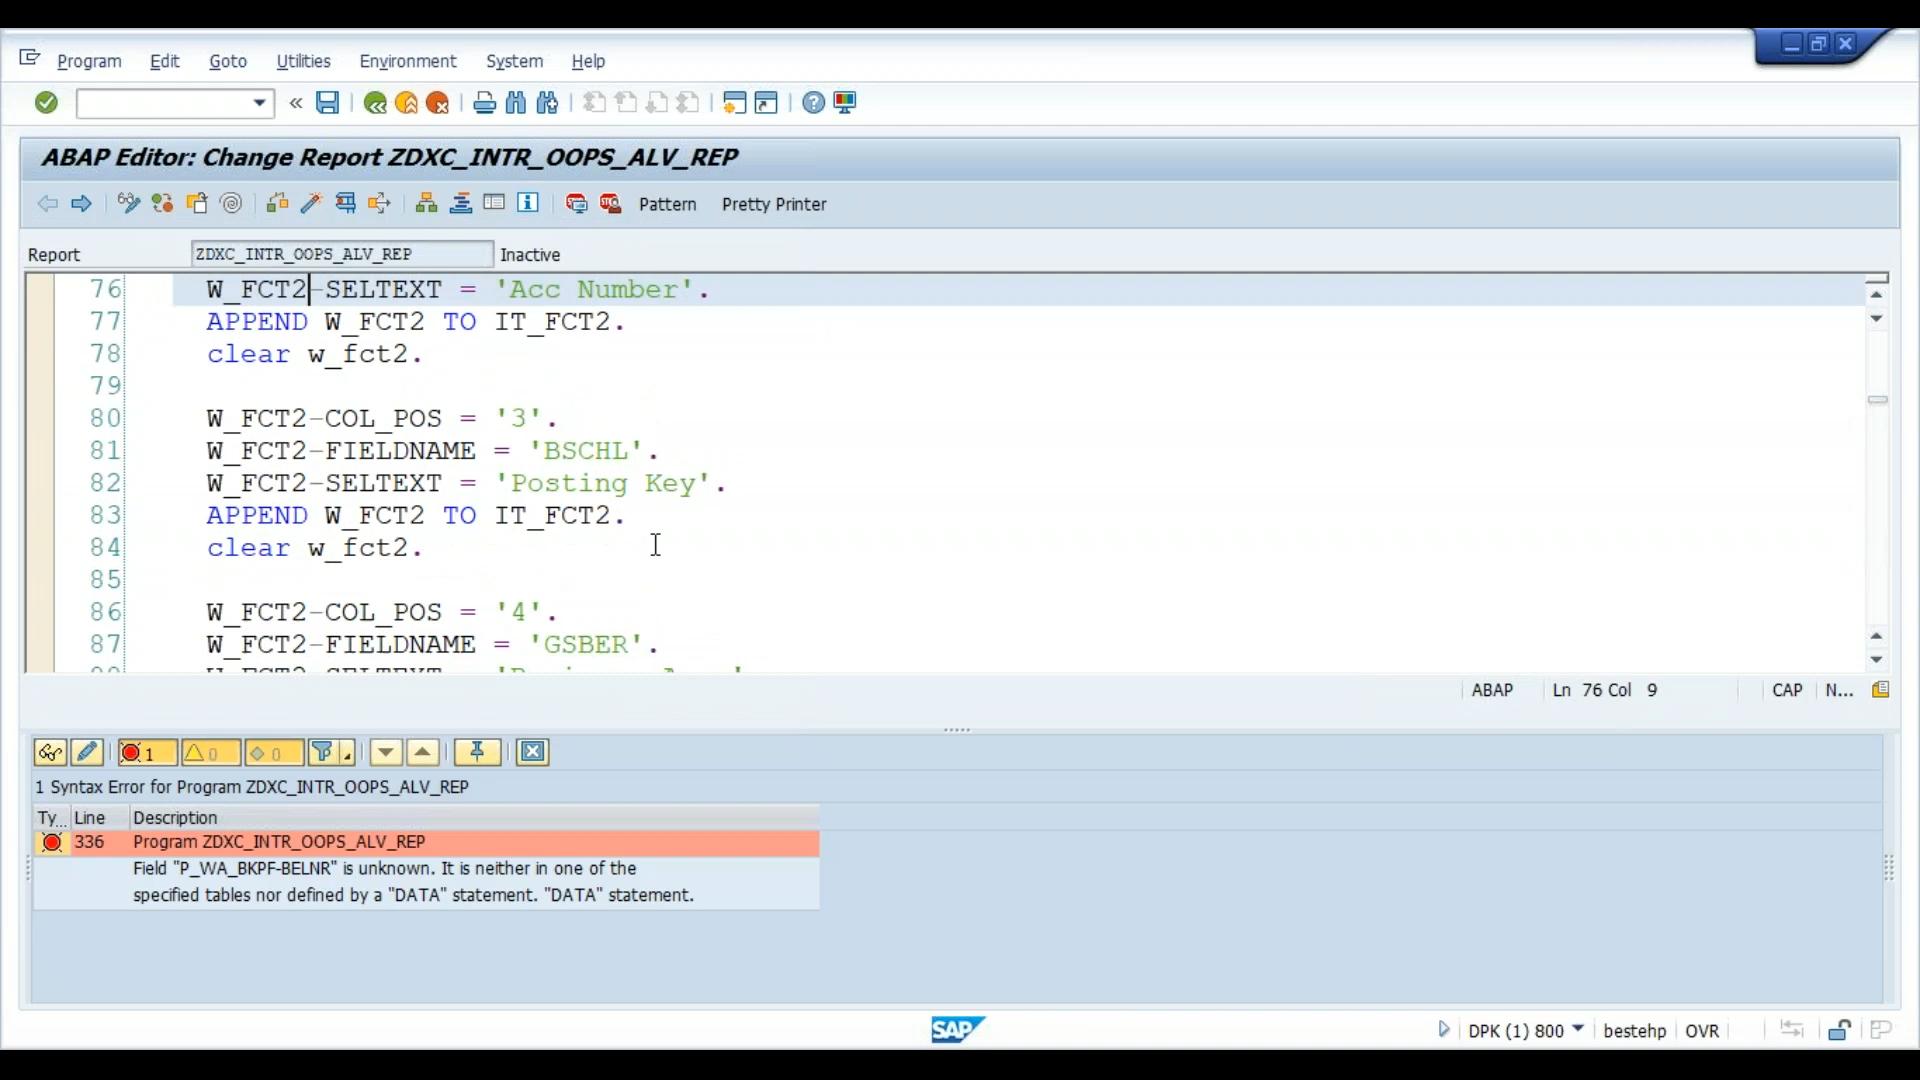 Program Edit Goto Utilities Environment System Help
ABAP Editor: Change Report ZDXC_INTR_OOPS_ALV_REP
Pattern Pretty Printer
Report ZDXC_INTR_OOPS_ALV_REP Inactive
76 W_FCT2-SELTEXT = 'Acc Number'.
77 APPEND W_FCT2 TO IT_FCT2.
78 clear w_fct2.
79
80 W_FCT2-COL_POS = '3'.
81 W_FCT2-FIELDNAME = 'BSCHL'.
82 W_FCT2-SELTEXT = 'Posting Key'.
83 APPEND W_FCT2 TO IT_FCT2.
84 clear w_fct2.
85
86 W_FCT2-COL_POS = '4'.
87 W_FCT2-FIELDNAME = 'GSBER'.
ABAP Ln 76 Col 9 CAP N...
1 0 0
1 Syntax Error for Program ZDXC_INTR_OOPS_ALV_REP
Ty... Line Description
336 Program ZDXC_INTR_OOPS_ALV_REP
Field "P_WA_BKPF-BELNR" is unknown. It is neither in one of the
specified tables nor defined by a "DATA" statement. "DATA" statement.
SAP DPK (1) 800 bestehp OVR